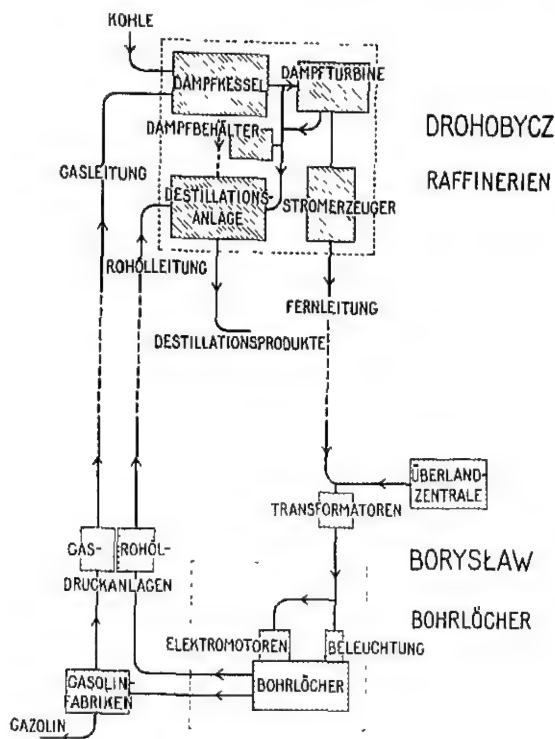 KOHLE
DAMPFKESSEL
DAMPFTURBINE
DAMPFBEHÄLTER
DROHOBYCZ
GASLEITUNG
RAFFINERIEN
DESTILLATIONS-
ANLAGE
STROMERZEUGER
ROHÖLLEITUNG
FERNLEITUNG
DESTILLATIONSPRODUKTE
ÜBERLAND-
ZENTRALE
TRANSFORMATOREN
GAS-
ROHÖL-
DRUCKANLAGEN
BORYSŁAW
BOHRLÖCHER
ELEKTROMOTOREN
BELEUCHTUNG
GASOLIN-
FABRIKEN
BOHRLÖCHER
GAZOLIN